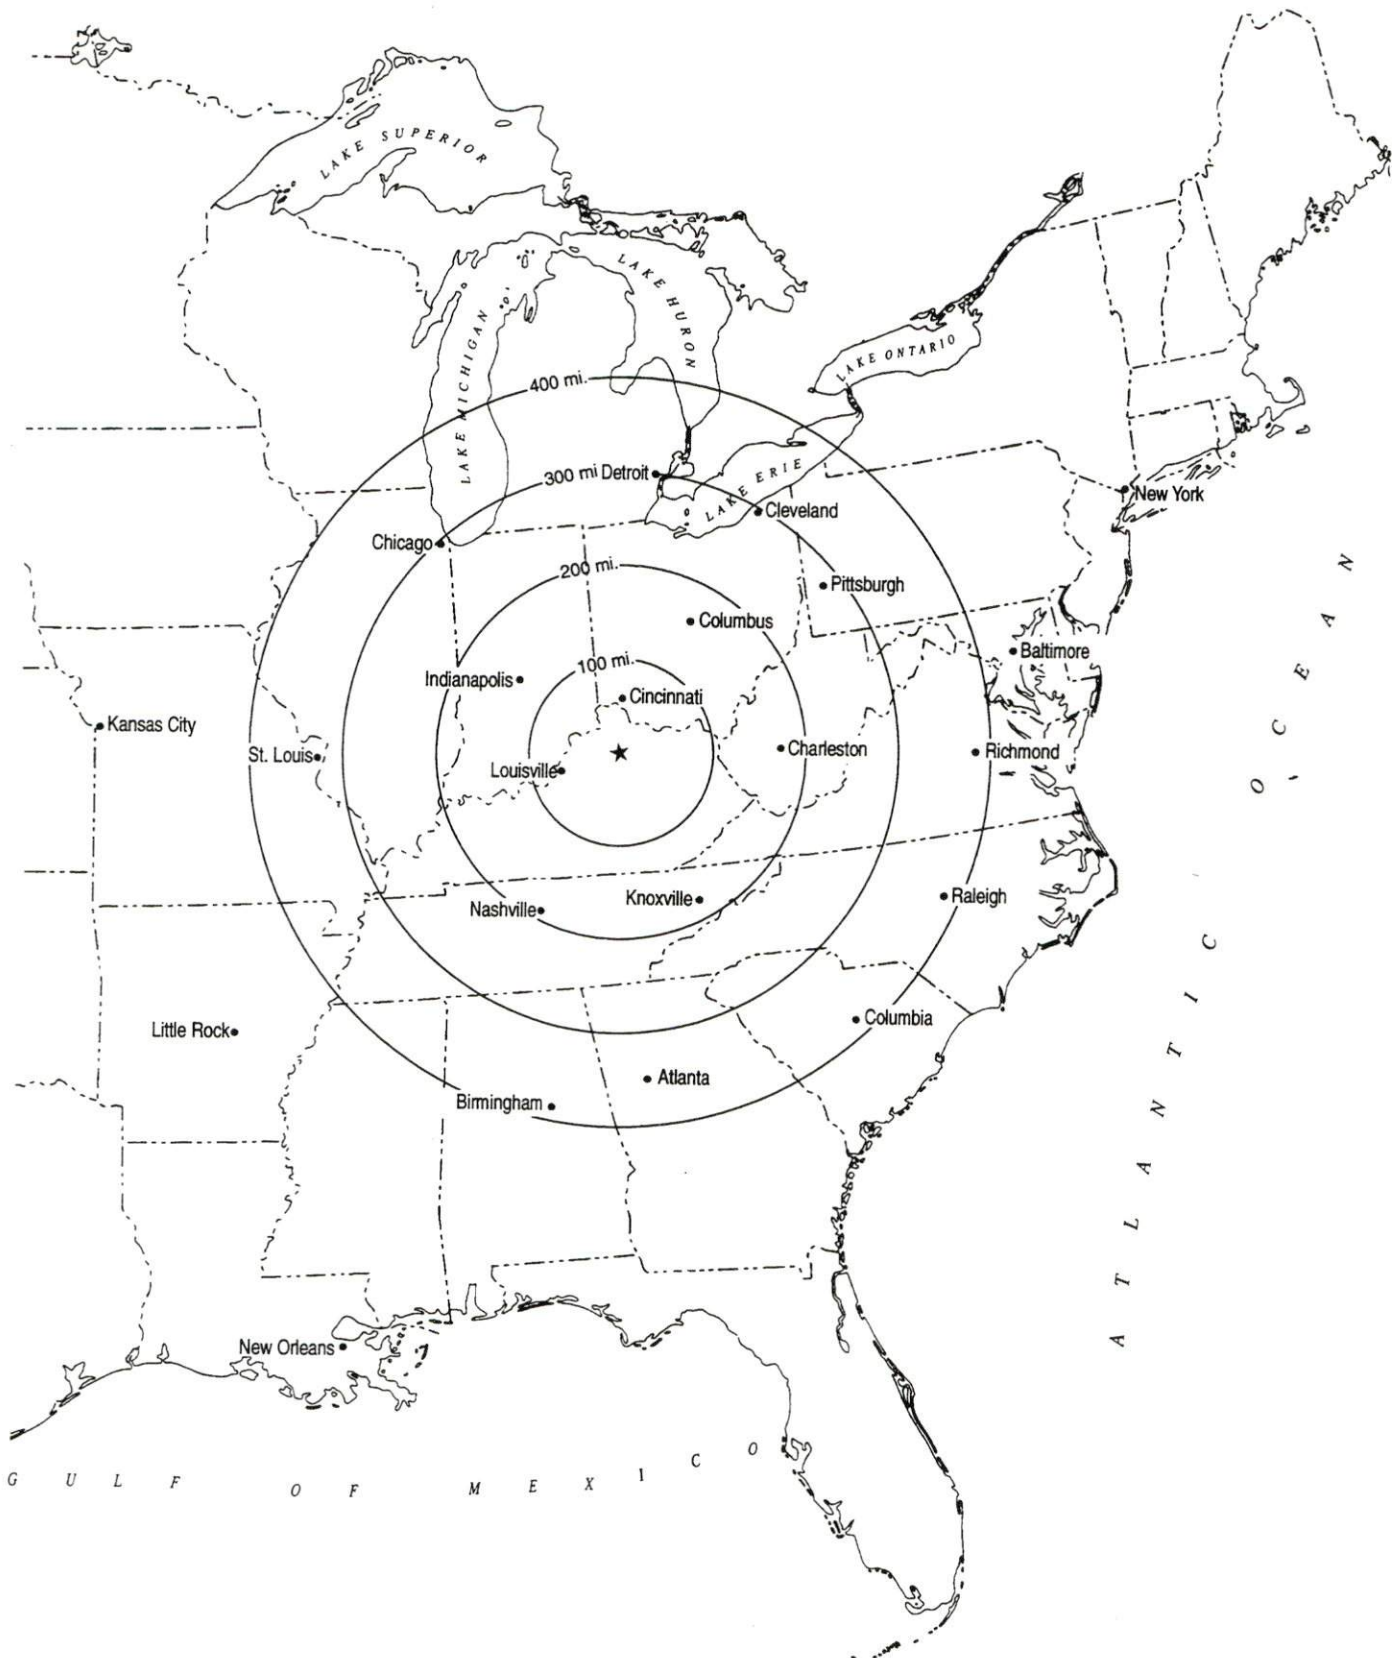 LAKE SUPERIOR
LAKE HURON
LAKE MICHIGAN
LAKE ONTARIO
400 mi.
LAKE ERIE
300 mi
Detroit
New York
Cleveland
Chicago
200 mi.
Pittsburgh
Columbus
Baltimore
100 mi.
Indianapolis
Cincinnati
Kansas City
St. Louis
Charleston
Richmond
Louisville
Knoxville
Raleigh
Nashville
Columbia
Little Rock
Atlanta
Birmingham
ATLANTIC OCEAN
New Orleans
GULF OF MEXICO